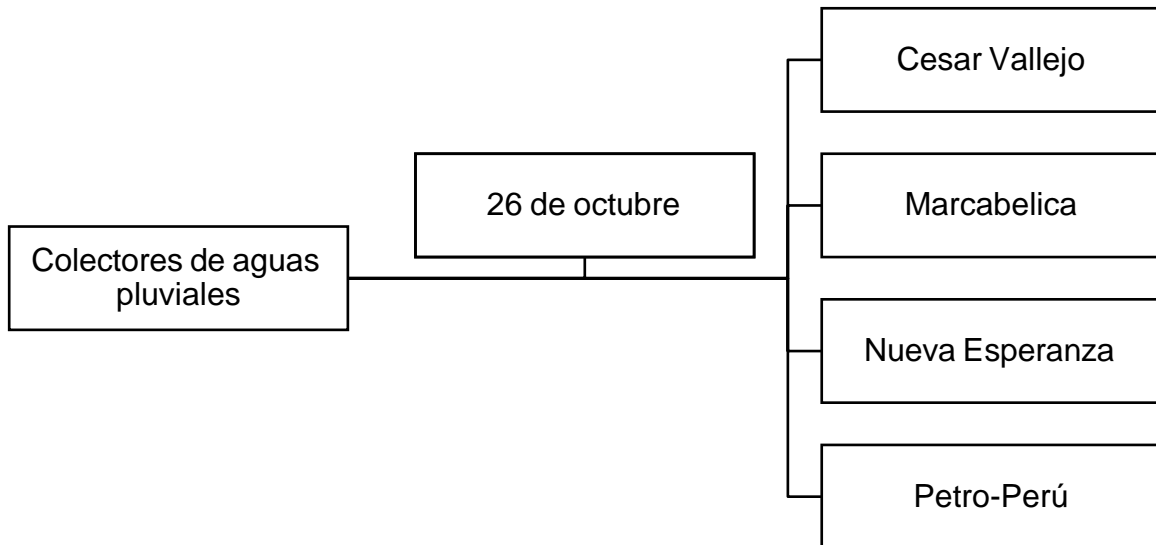 Cesar Vallejo
26 de octubre
Marcabelica
Colectores de aguas
pluviales
Nueva Esperanza
Petro-Perú